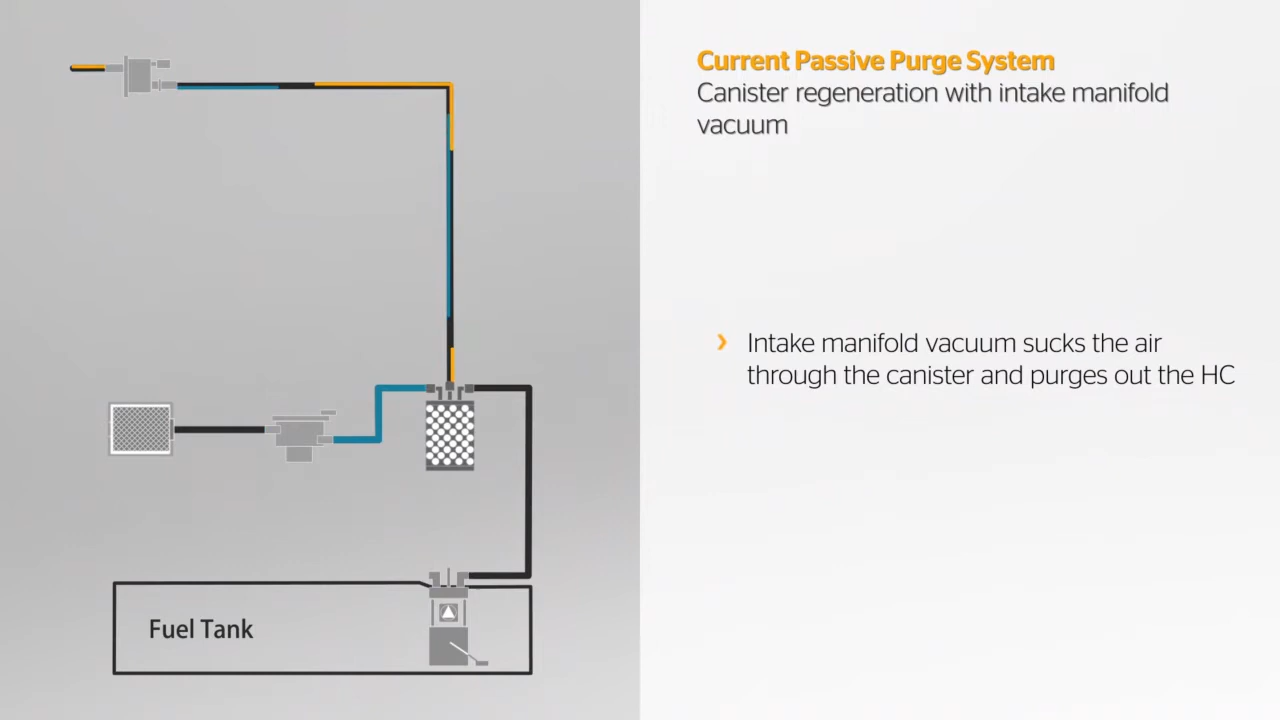 Current Passive Purge System
Canister regeneration with intake manifold
vacuum
› Intake manifold vacuum sucks the air
through the canister and purges out the HC
Fuel Tank